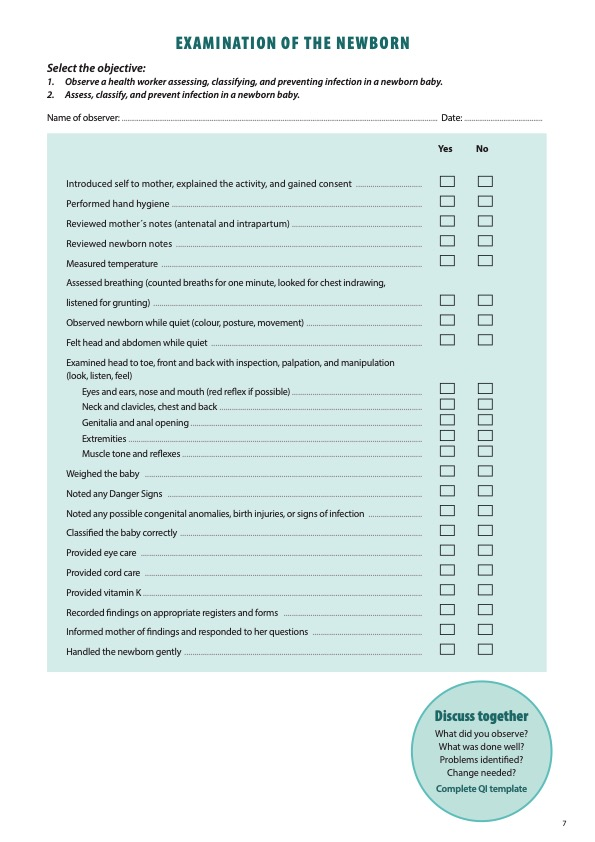 EXAMINATION OF THE NEWBORN
Select the objective:
1. Observe a health worker assessing, classifying, and preventing infection in a newborn baby.
2. Assess, classify, and prevent infection in a newborn baby.
Name of observer: Date:
Yes No
Introduced self to mother, explained the activity, and gained consent
Performed hand hygiene
Reviewed mother´s notes (antenatal and intrapartum)
Reviewed newborn notes
Measured temperature
Assessed breathing (counted breaths for one minute, looked for chest indrawing,
listened for grunting)
Observed newborn while quiet (colour, posture, movement)
Felt head and abdomen while quiet
Examined head to toe, front and back with inspection, palpation, and manipulation
(look, listen, feel)
Eyes and ears, nose and mouth (red reflex if possible)
Neck and clavicles, chest and back
Genitalia and anal opening
Extremities
Muscle tone and reflexes
Weighed the baby
Noted any Danger Signs
Noted any possible congenital anomalies, birth injuries, or signs of infection
Classified the baby correctly
Provided eye care
Provided cord care
Provided vitamin K
Recorded findings on appropriate registers and forms
Informed mother of findings and responded to her questions
Handled the newborn gently
Discuss together
What did you observe?
What was done well?
Problems identified?
Change needed?
Complete QI template
7